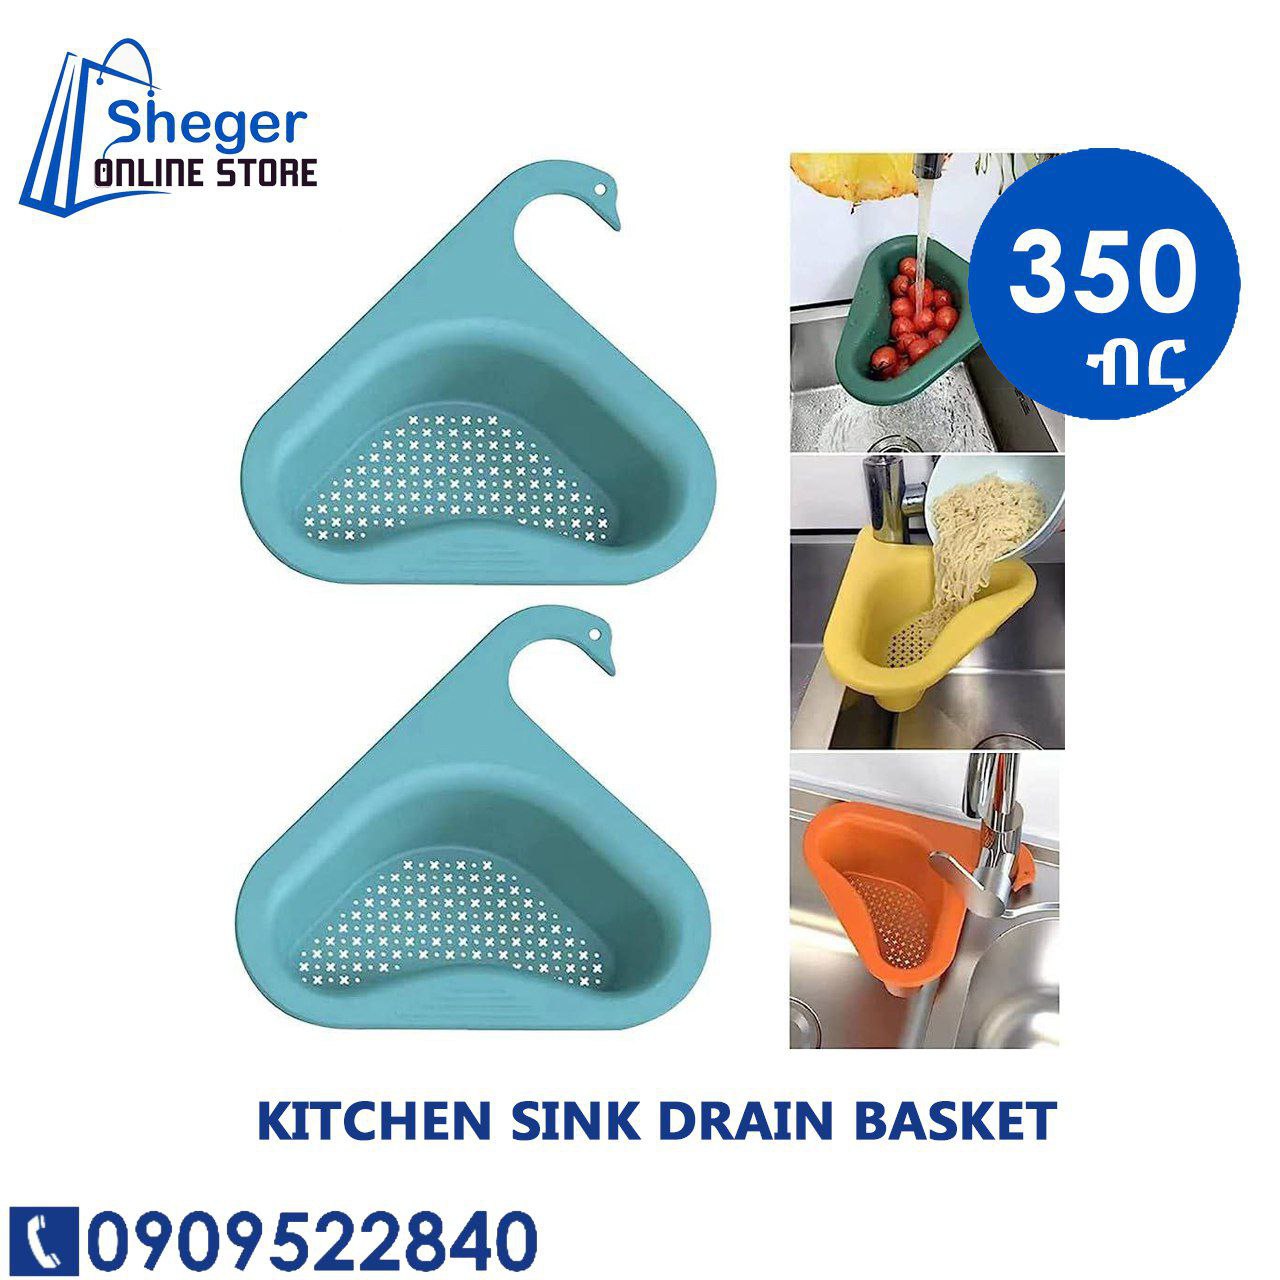 Sheger
ONLINE STORE
350
ብር
KITCHEN SINK DRAIN BASKET
0909522840